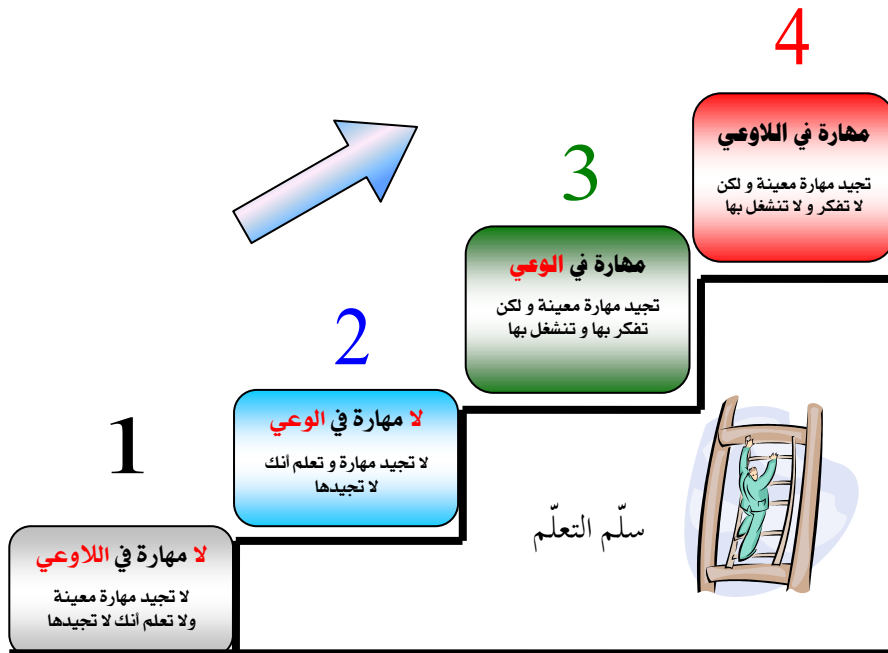 4
مهارة في اللاوعي
تجيد مهارة معينة و لكن
لا تفكر و لا تنشغل بها
3
مهارة في الوعي
تجيد مهارة معينة و لكن
تفكر بها و تنشغل بها
2
لا مهارة في الوعي
لا تجيد مهارة و تعلم أنك
لا تجيدها
1
لا مهارة في اللاوعي
لا تجيد مهارة معينة
ولا تعلم أنك لا تجيدها
سلّم التعلّم